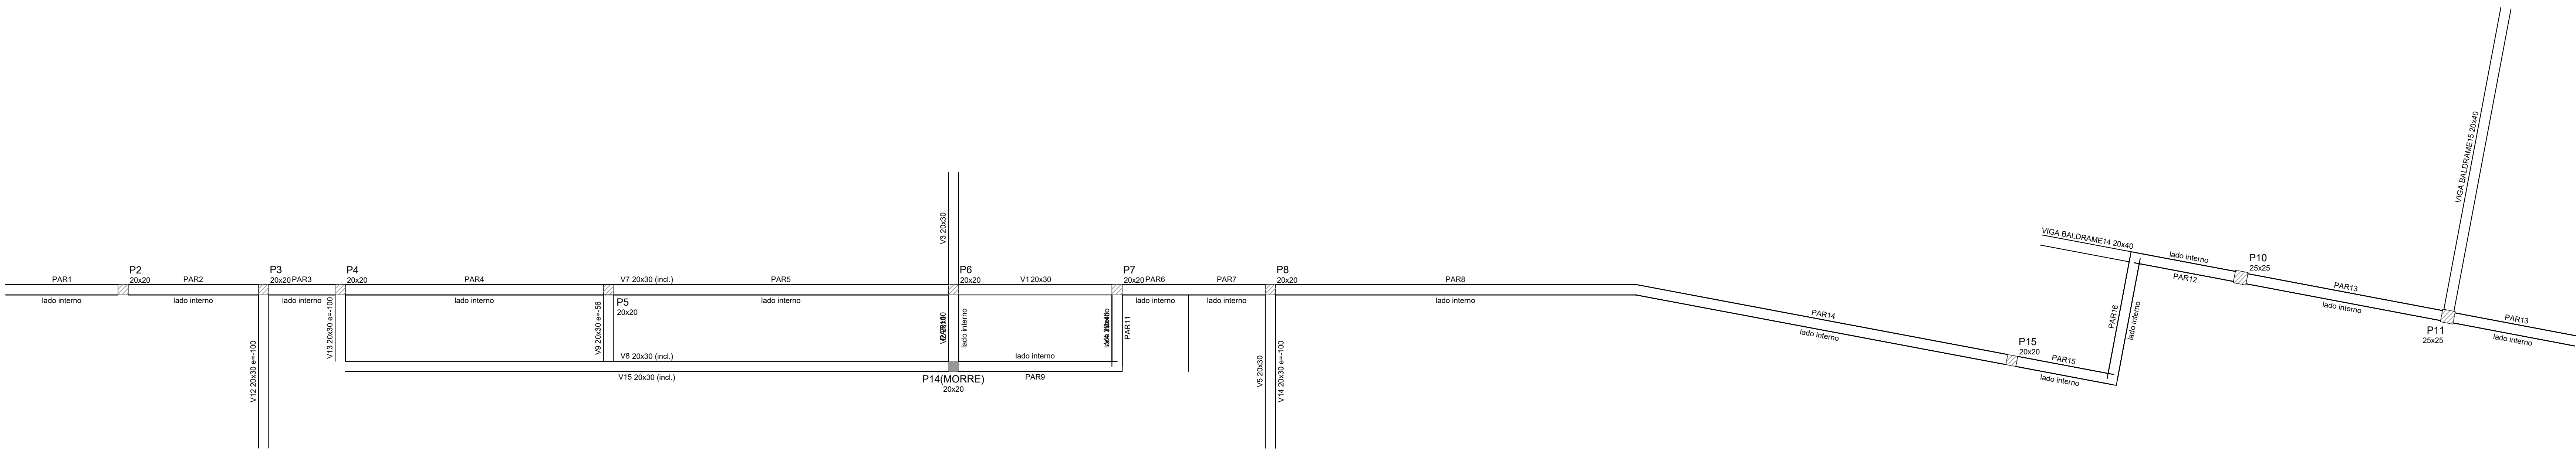 VIGA BALDRAME15 20x40
V3 20x30
VIGA BALDRAME14 20x40
lado interno
P10
25x25
PAR12
PAR13
lado interno
P11
25x25
PAR13
lado interno
PAR1
lado interno
P2
20x20
PAR2
lado interno
P3
20x20
PAR3
lado interno
P4
20x20
PAR4
lado interno
V7 20x30 (incl.)
P5
20x20
PAR5
lado interno
P6
20x20
V1 20x30
P7
20x20
PAR6
lado interno
PAR7
lado interno
P8
20x20
PAR8
lado interno
PAR14
lado interno
P15
20x20
PAR15
lado interno
PAR16
lado interno
V12 20x30 e=-100
V13 20x30 e=-100
V9 20x30 e=-56
lado interno
PAR11
V8 20x30 (incl.)
lado interno
V15 20x30 (incl.)
P14(MORRE)
20x20
PAR9
V5 20x30
V14 20x30 e=-100